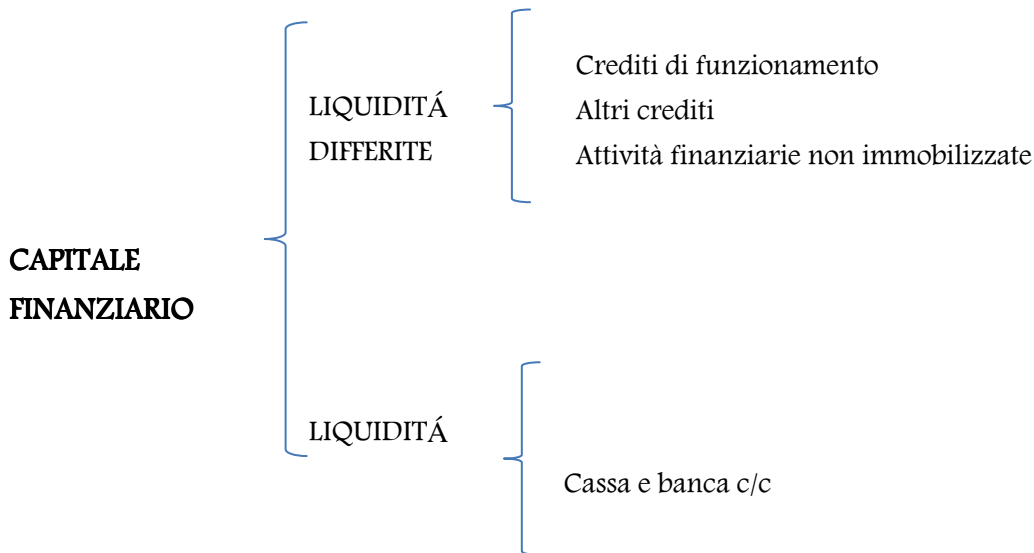 CAPITALE
FINANZIARIO
LIQUIDITÁ
DIFFERITE
Crediti di funzionamento
Altri crediti
Attività finanziarie non immobilizzate
LIQUIDITÁ
Cassa e banca c/c